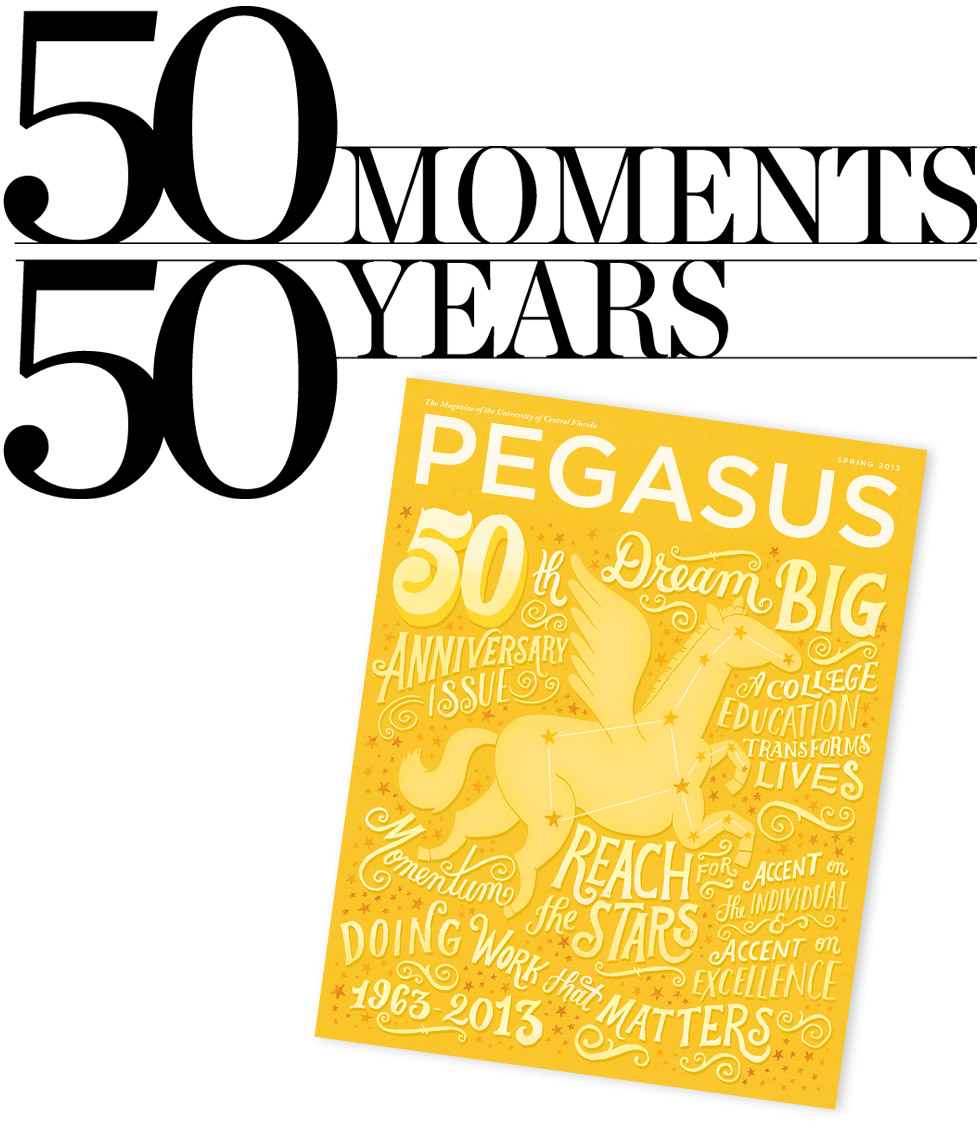 50 MOMENTS
50 YEARS
The Magazine of the University of Central Florida
PEGASUS
SPRING 2013
50th
ANNIVERSARY
ISSUE
Dream BIG
A COLLEGE
EDUCATION
TRANSFORMS
LIVES
Momentum
REACH FOR
the STARS
ACCENT on
the INDIVIDUAL
&
ACCENT on
EXCELLENCE
DOING WORK that MATTERS
1963-2013